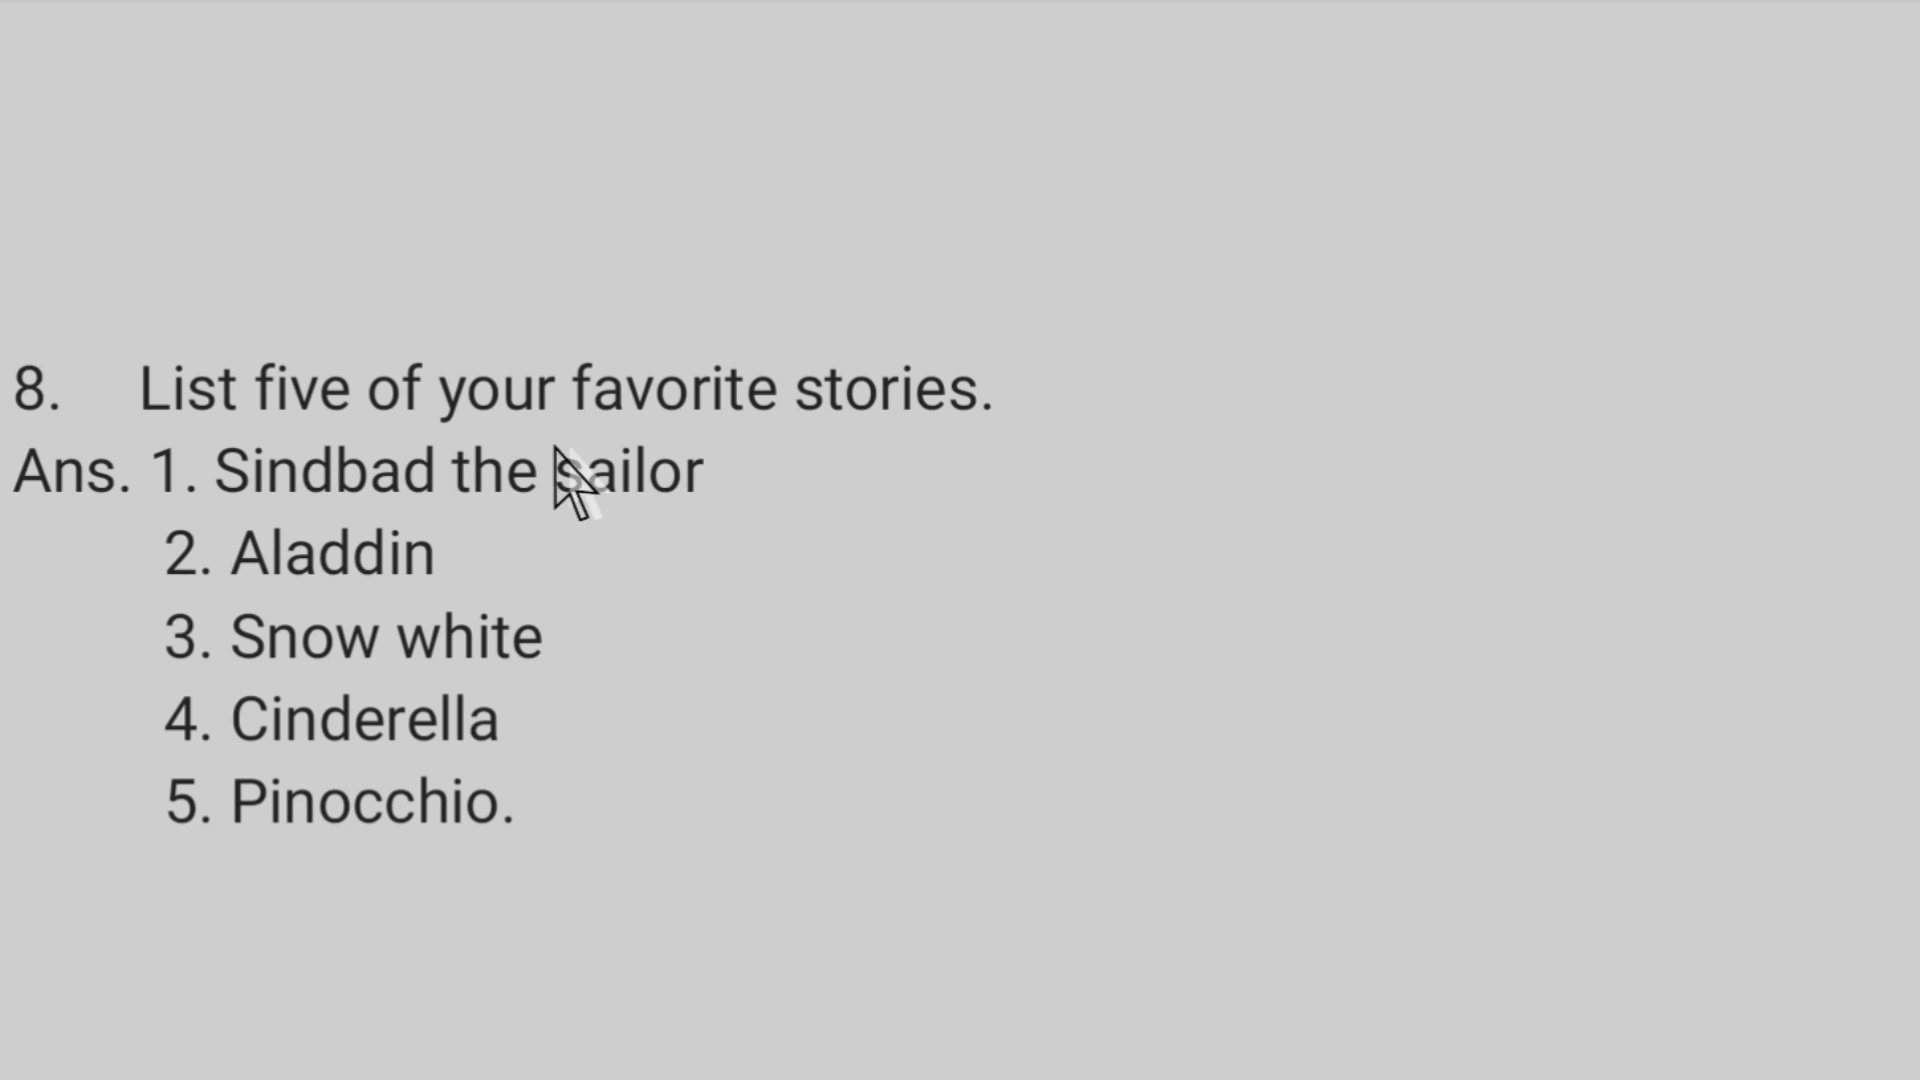 8. List five of your favorite stories.
Ans. 1. Sindbad the sailor
2. Aladdin
3. Snow white
4. Cinderella
5. Pinocchio.